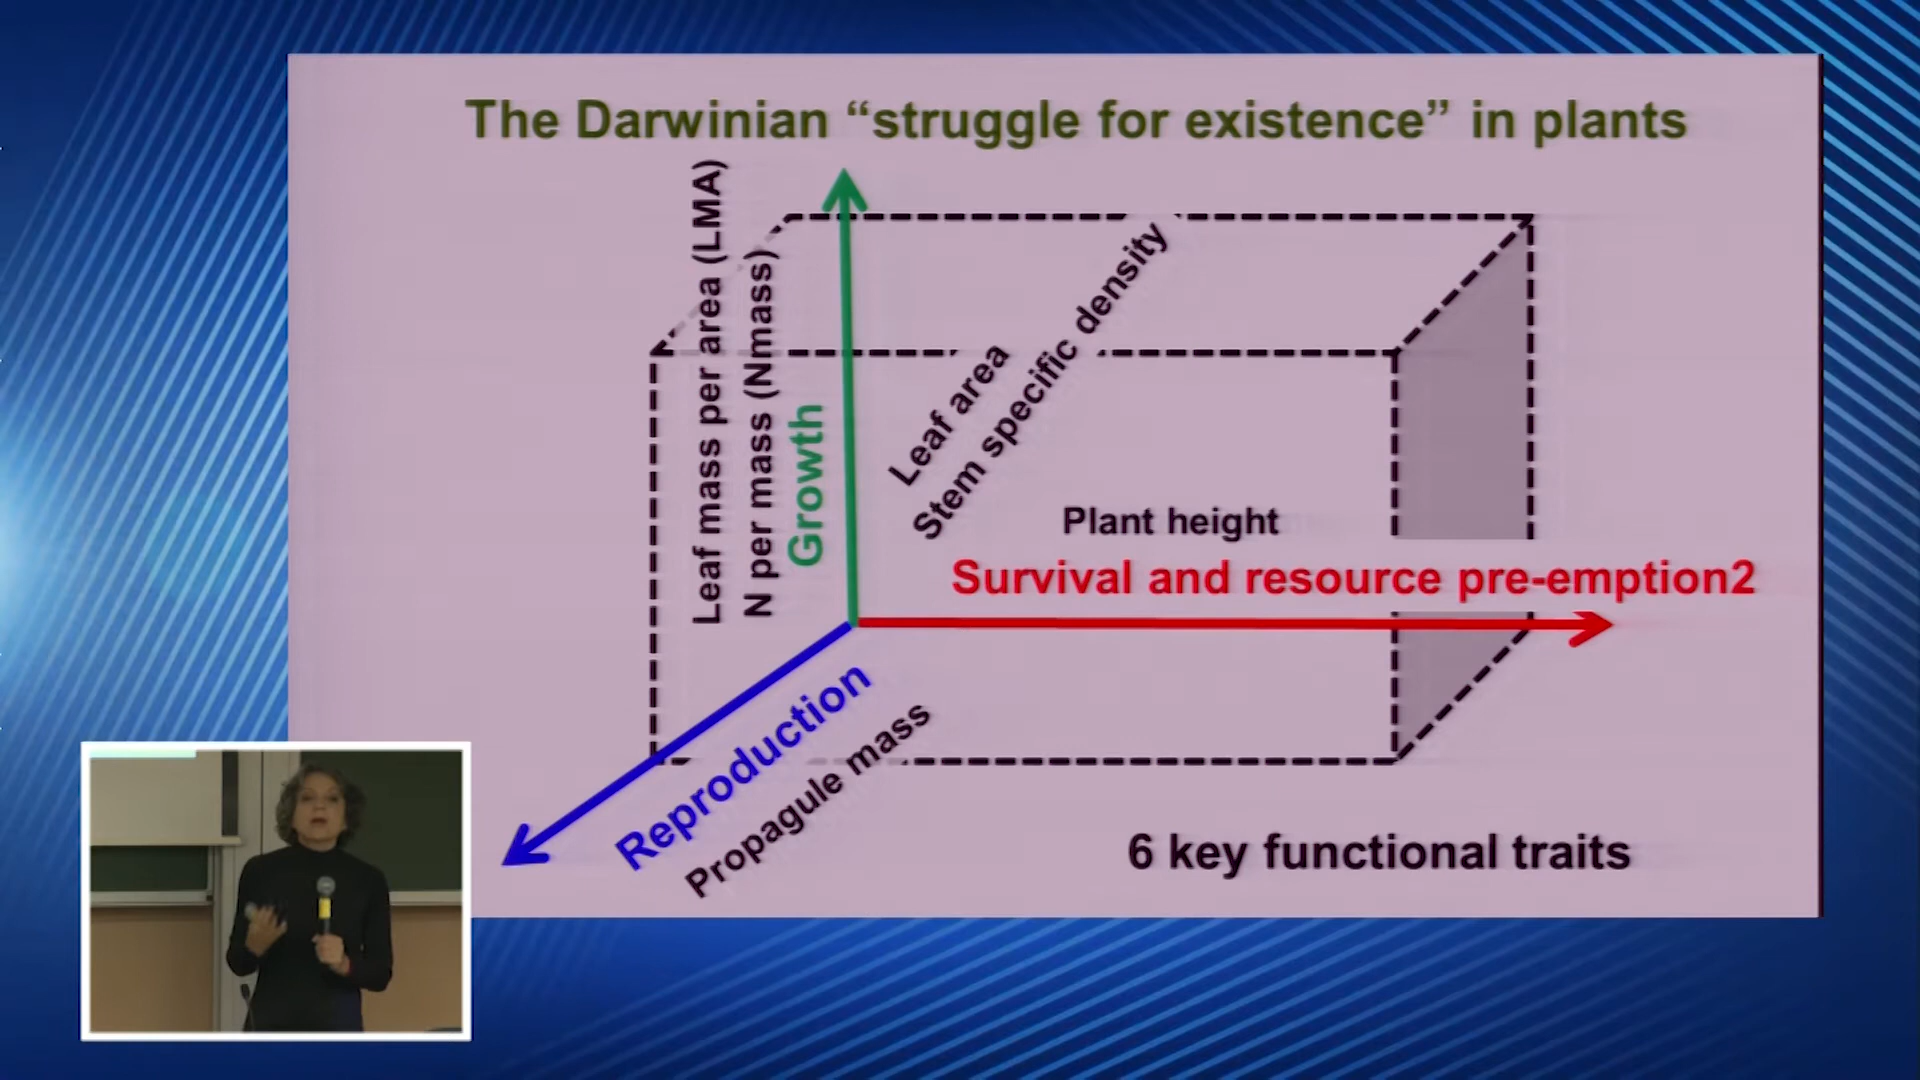 The Darwinian “struggle for existence” in plants
Leaf mass per area (LMA)
N per mass (Nmass)
Growth
Leaf area
Stem specific density
Plant height
Survival and resource pre-emption2
Reproduction
Propagule mass
6 key functional traits